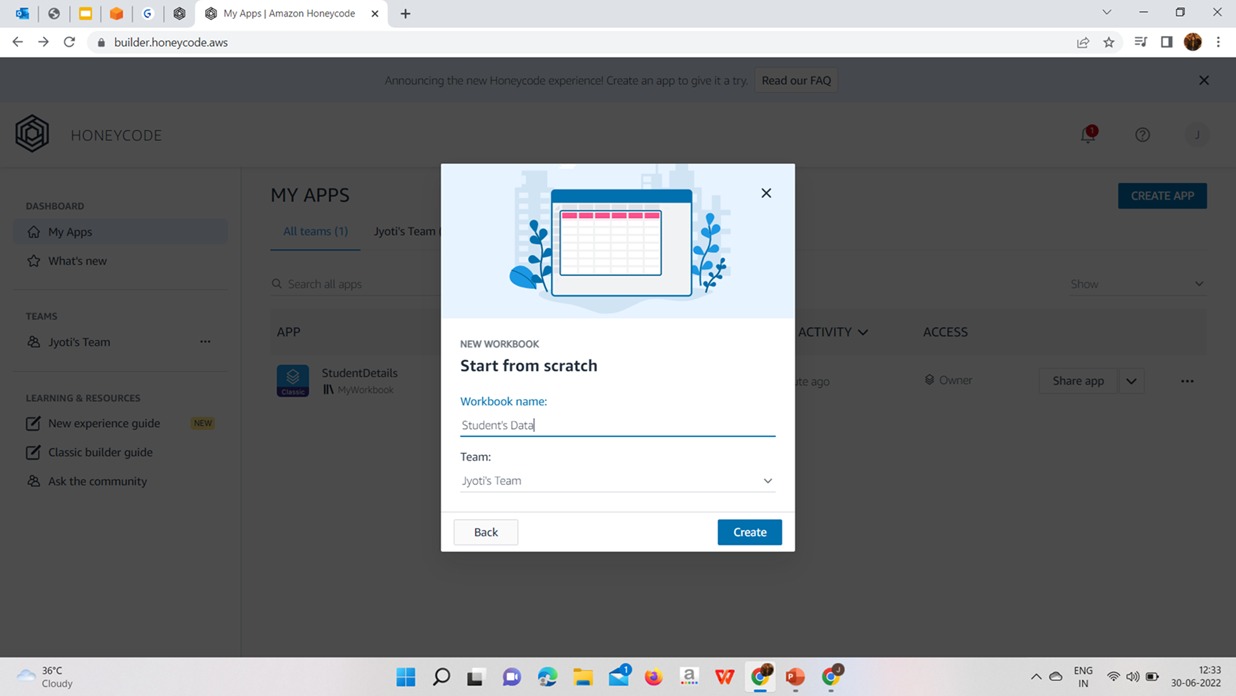 My Apps | Amazon Honeycode
builder.honeycode.aws
Announcing the new Honeycode experience! Create an app to give it a try. Read our FAQ
HONEYCODE
1
J
DASHBOARD
My Apps
What's new
TEAMS
Jyoti's Team
LEARNING & RESOURCES
New experience guide NEW
Classic builder guide
Ask the community
MY APPS
CREATE APP
All teams (1) Jyoti's Team (
Search all apps
Show
APP ACTIVITY ACCESS
Classic
StudentDetails
MyWorkbook
ute ago
Owner
Share app
NEW WORKBOOK
Start from scratch
Workbook name:
Student's Data
Team:
Jyoti's Team
Back Create
36°C
Cloudy
1
a
ENG
IN
12:33
30-06-2022